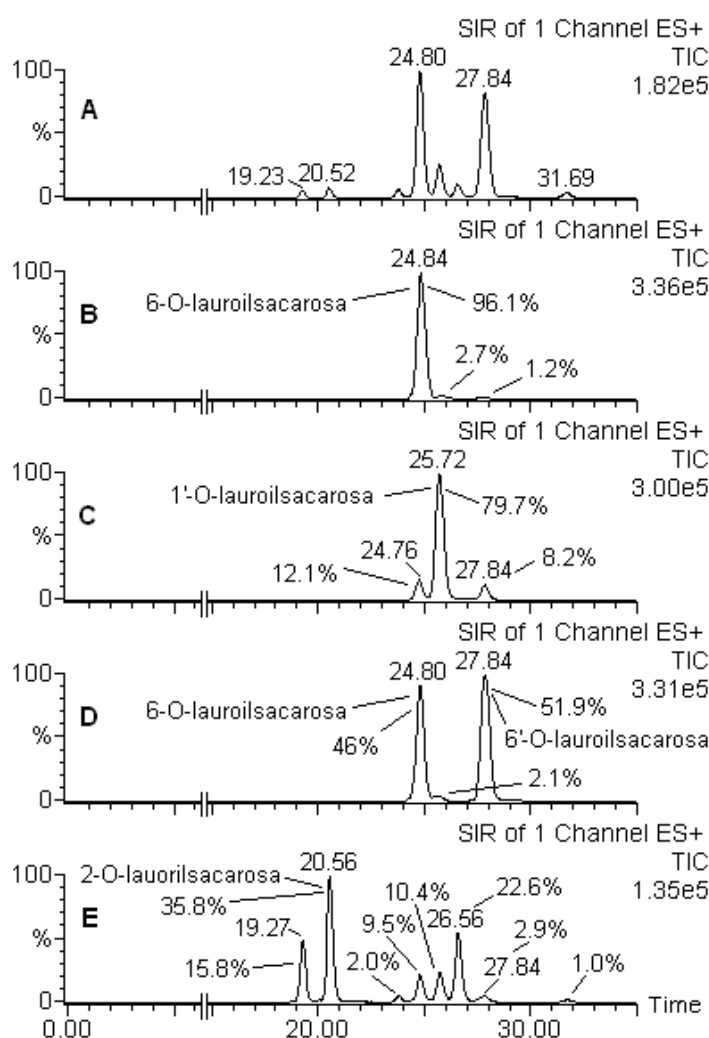 SIR of 1 Channel ES+
TIC
1.82e5
24.80
27.84
100
%
A
19.23
20.52
31.69
0
SIR of 1 Channel ES+
TIC
3.36e5
24.84
100
6-O-lauroilsacarosa
96.1%
%
B
2.7%
1.2%
0
SIR of 1 Channel ES+
TIC
3.00e5
25.72
100
1'-O-lauroilsacarosa
79.7%
%
C
24.76
27.84
8.2%
12.1%
0
SIR of 1 Channel ES+
TIC
3.31e5
24.80
27.84
100
6-O-lauroilsacarosa
51.9%
%
D
46%
6'-O-lauroilsacarosa
2.1%
0
SIR of 1 Channel ES+
TIC
1.35e5
20.56
100
2-O-lauorilsacarosa
22.6%
35.8%
10.4%
26.56
E
19.27
9.5%
2.9%
%
15.8%
2.0%
27.84
1.0%
0
Time
0.00
20.00
30.00